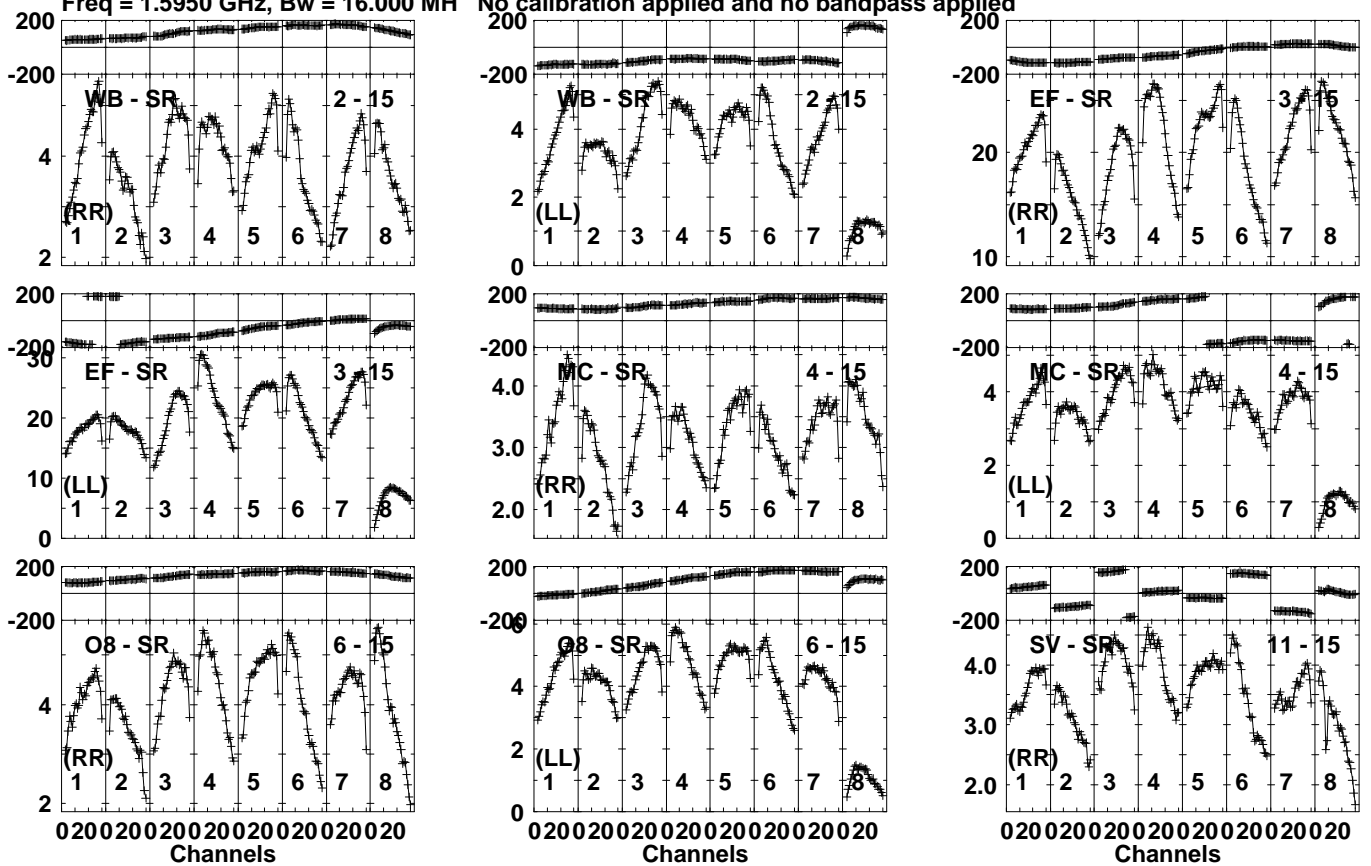 Freq = 1.5950 GHz, Bw = 16.000 MH No calibration applied and no bandpass applied
200
-200
WB - SR 2 - 15
4
2
(RR)
1 2 3 4 5 6 7 8
200
-200
WB - SR 2 - 15
4
2
0
(LL)
1 2 3 4 5 6 7 8
200
-200
EF - SR 3 - 15
20
10
(RR)
1 2 3 4 5 6 7 8
200
-200
30
EF - SR 3 - 15
20
10
0
(LL)
1 2 3 4 5 6 7 8
200
-200
MC - SR 4 - 15
4.0
3.0
2.0
(RR)
1 2 3 4 5 6 7 8
200
-200
MC - SR 4 - 15
4
2
0
(LL)
1 2 3 4 5 6 7 8
200
-200
O8 - SR 6 - 15
4
2
(RR)
1 2 3 4 5 6 7 8
0 20 0 20 0 20 0 20 0 20 0 20 0 20 0 20
Channels
200
-200
6
O8 - SR 6 - 15
4
2
0
(LL)
1 2 3 4 5 6 7 8
0 20 0 20 0 20 0 20 0 20 0 20 0 20 0 20
Channels
200
-200
SV - SR 11 - 15
4.0
3.0
2.0
(RR)
1 2 3 4 5 6 7 8
0 20 0 20 0 20 0 20 0 20 0 20 0 20 0 20
Channels